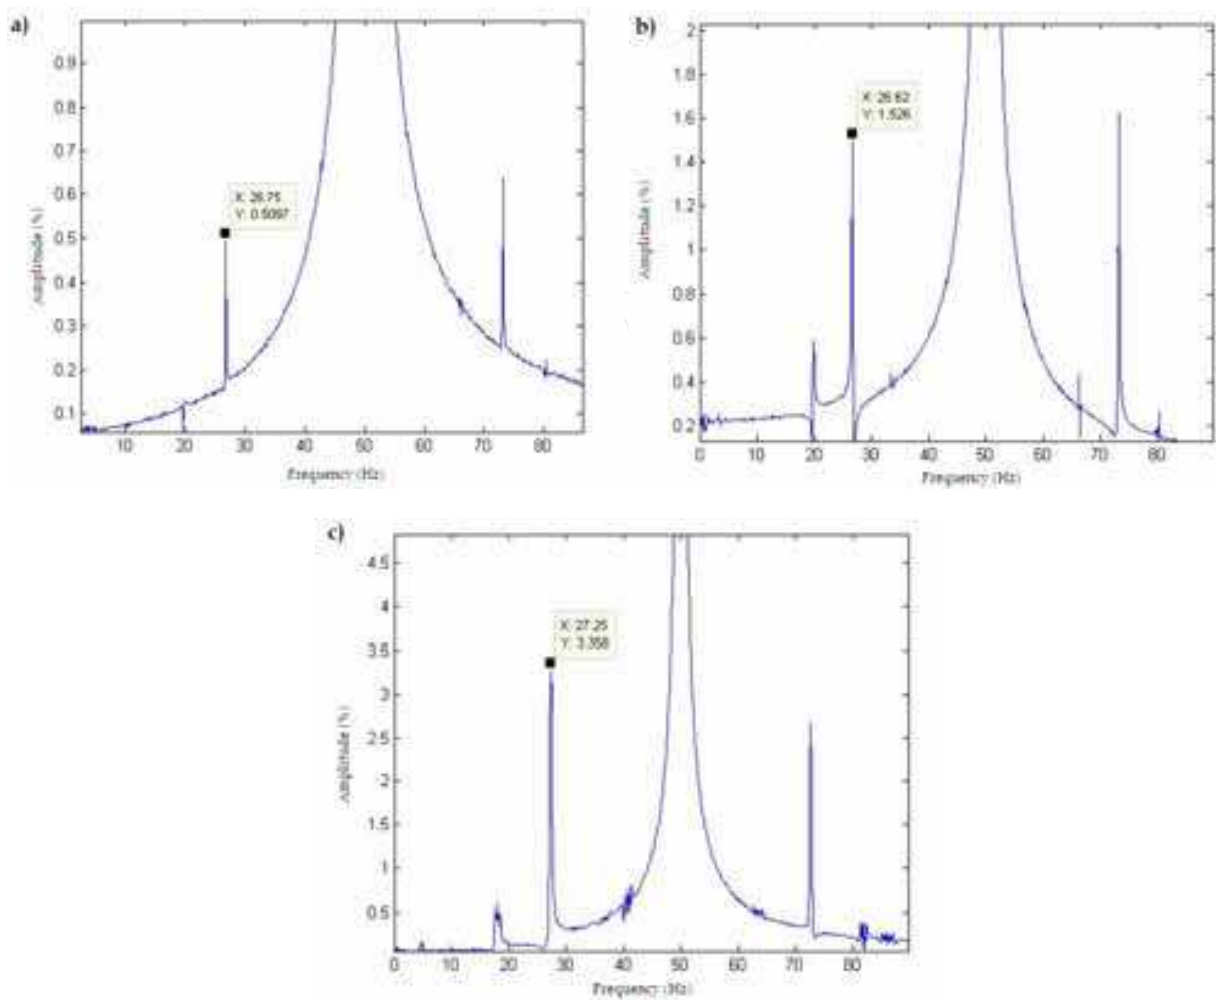 a)
0.9
0.8
0.7
0.6
0.5
0.4
0.3
0.2
0.1
Amplitude (%)
X: 26.75
Y: 0.5097
10 20 30 40 50 60 70 80
Frequency (Hz)
b)
2
1.8
1.6
1.4
1.2
1
0.8
0.6
0.4
0.2
Amplitude (%)
X: 26.62
Y: 1.526
0 10 20 30 40 50 60 70 80
Frequency (Hz)
c)
4.5
4
3.5
3
2.5
2
1.5
1
0.5
Amplitude (%)
X: 27.25
Y: 3.358
0 10 20 30 40 50 60 70 80
Frequency (Hz)